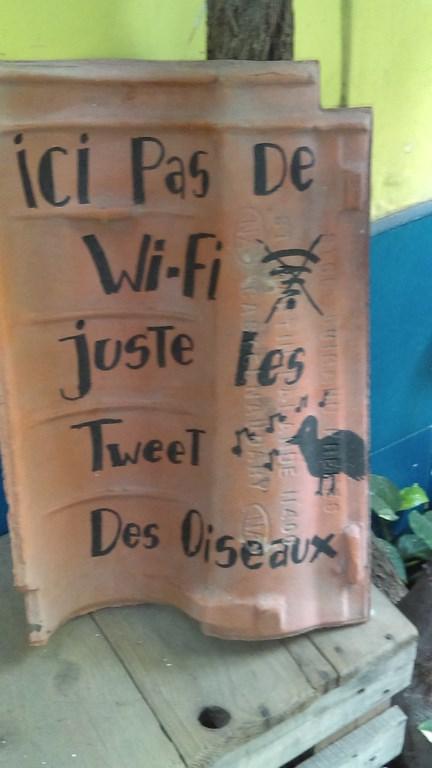 ici Pas De
Wi-Fi
juste les
Tweet
Des Oiseaux